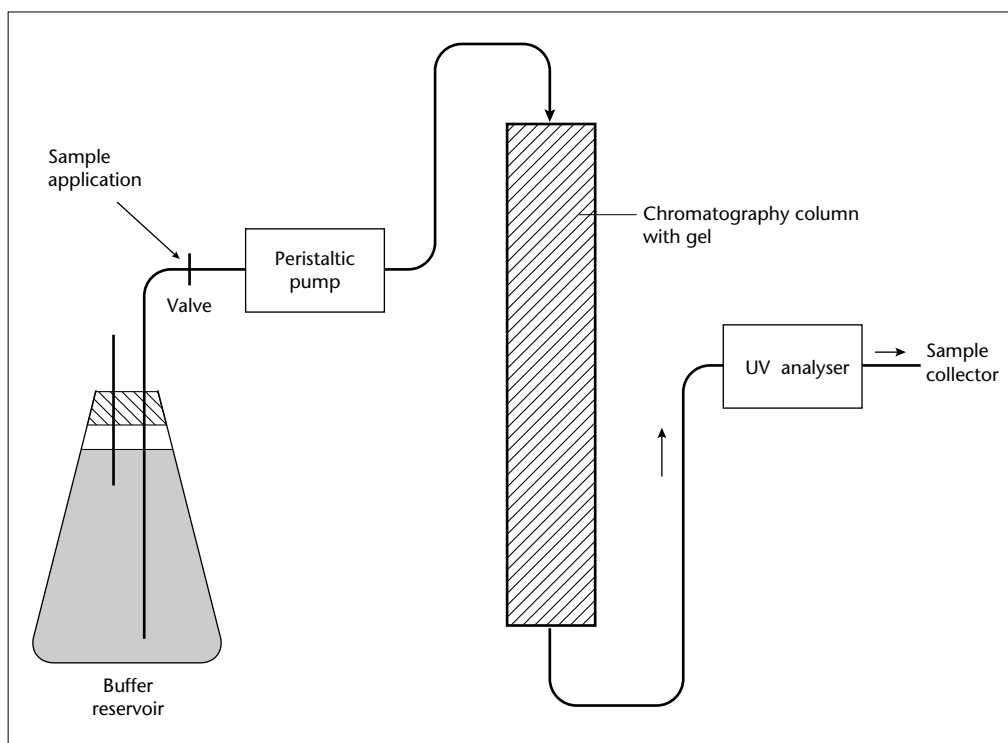 Sample
application
Valve
Peristaltic
pump
Chromatography column
with gel
UV analyser
Sample
collector
Buffer
reservoir